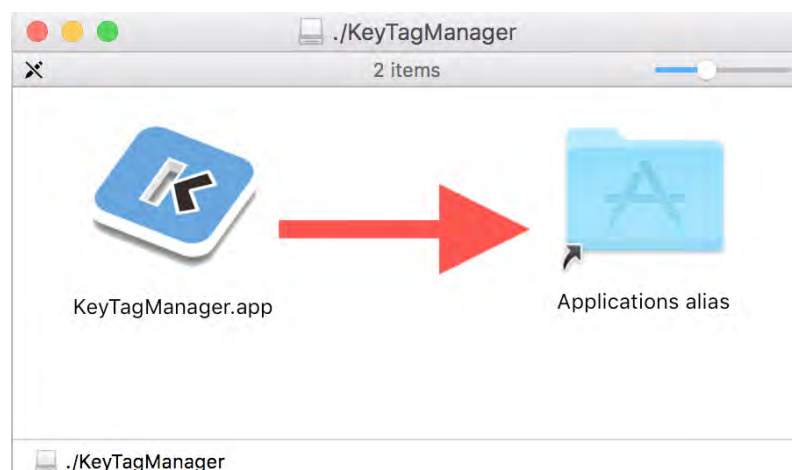 ./KeyTagManager
2 items
KeyTagManager.app
Applications alias
./KeyTagManager